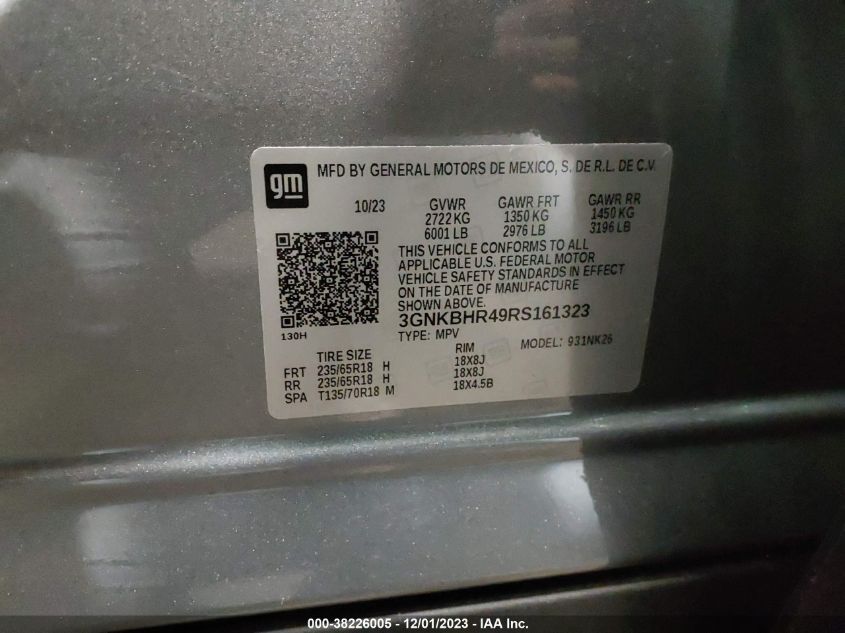 gm
MFD BY GENERAL MOTORS DE MEXICO, S. DE R.L. DE C.V.
10/23 GVWR GAWR FRT GAWR RR
2722 KG 1350 KG 1450 KG
6001 LB 2976 LB 3196 LB
THIS VEHICLE CONFORMS TO ALL
APPLICABLE U.S. FEDERAL MOTOR
VEHICLE SAFETY STANDARDS IN EFFECT
ON THE DATE OF MANUFACTURE
SHOWN ABOVE.
3GNKBHR49RS161323
130H
TYPE: MPV MODEL: 931NK26
TIRE SIZE RIM
FRT 235/65R18 H 18X8J
RR 235/65R18 H 18X8J
SPA T135/70R18 M 18X4.5B
000-38226005 - 12/01/2023 - IAA Inc.